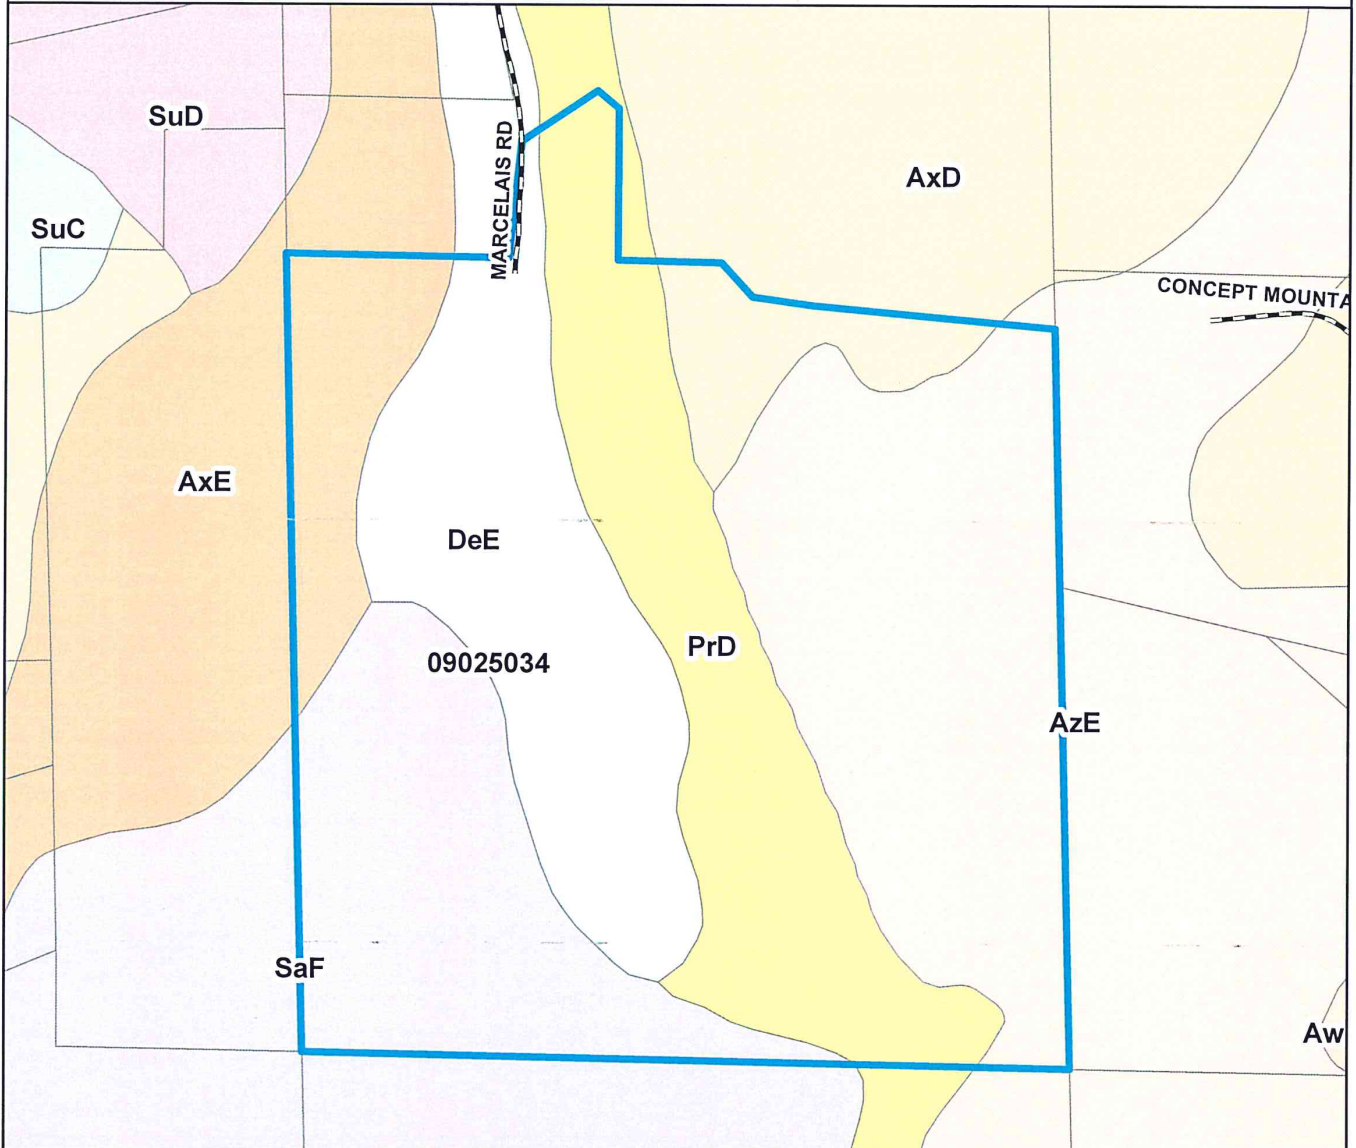 SuD
MARCELAIS RD
AxD
SuC
CONCEPT MOUNTA
AxE
DeE
PrD
09025034
AzE
SaF
Aw